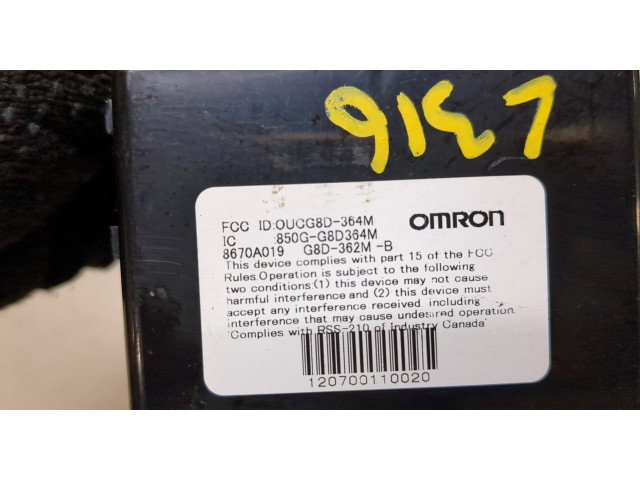 FCC ID:OUCG8D-364M
IC :850G-G8D364M
OMRON
8670A019 G8D-362M-B
This device complies with part 15 of the FCC
Rules.Operation is subject to the following
two conditions.(1) this device may not cause
harmful interference.and (2) this device must
accept any interference received, including
interference that may cause undesired operation.
'Complies with RSS-210 of Industry Canada'
120700110020